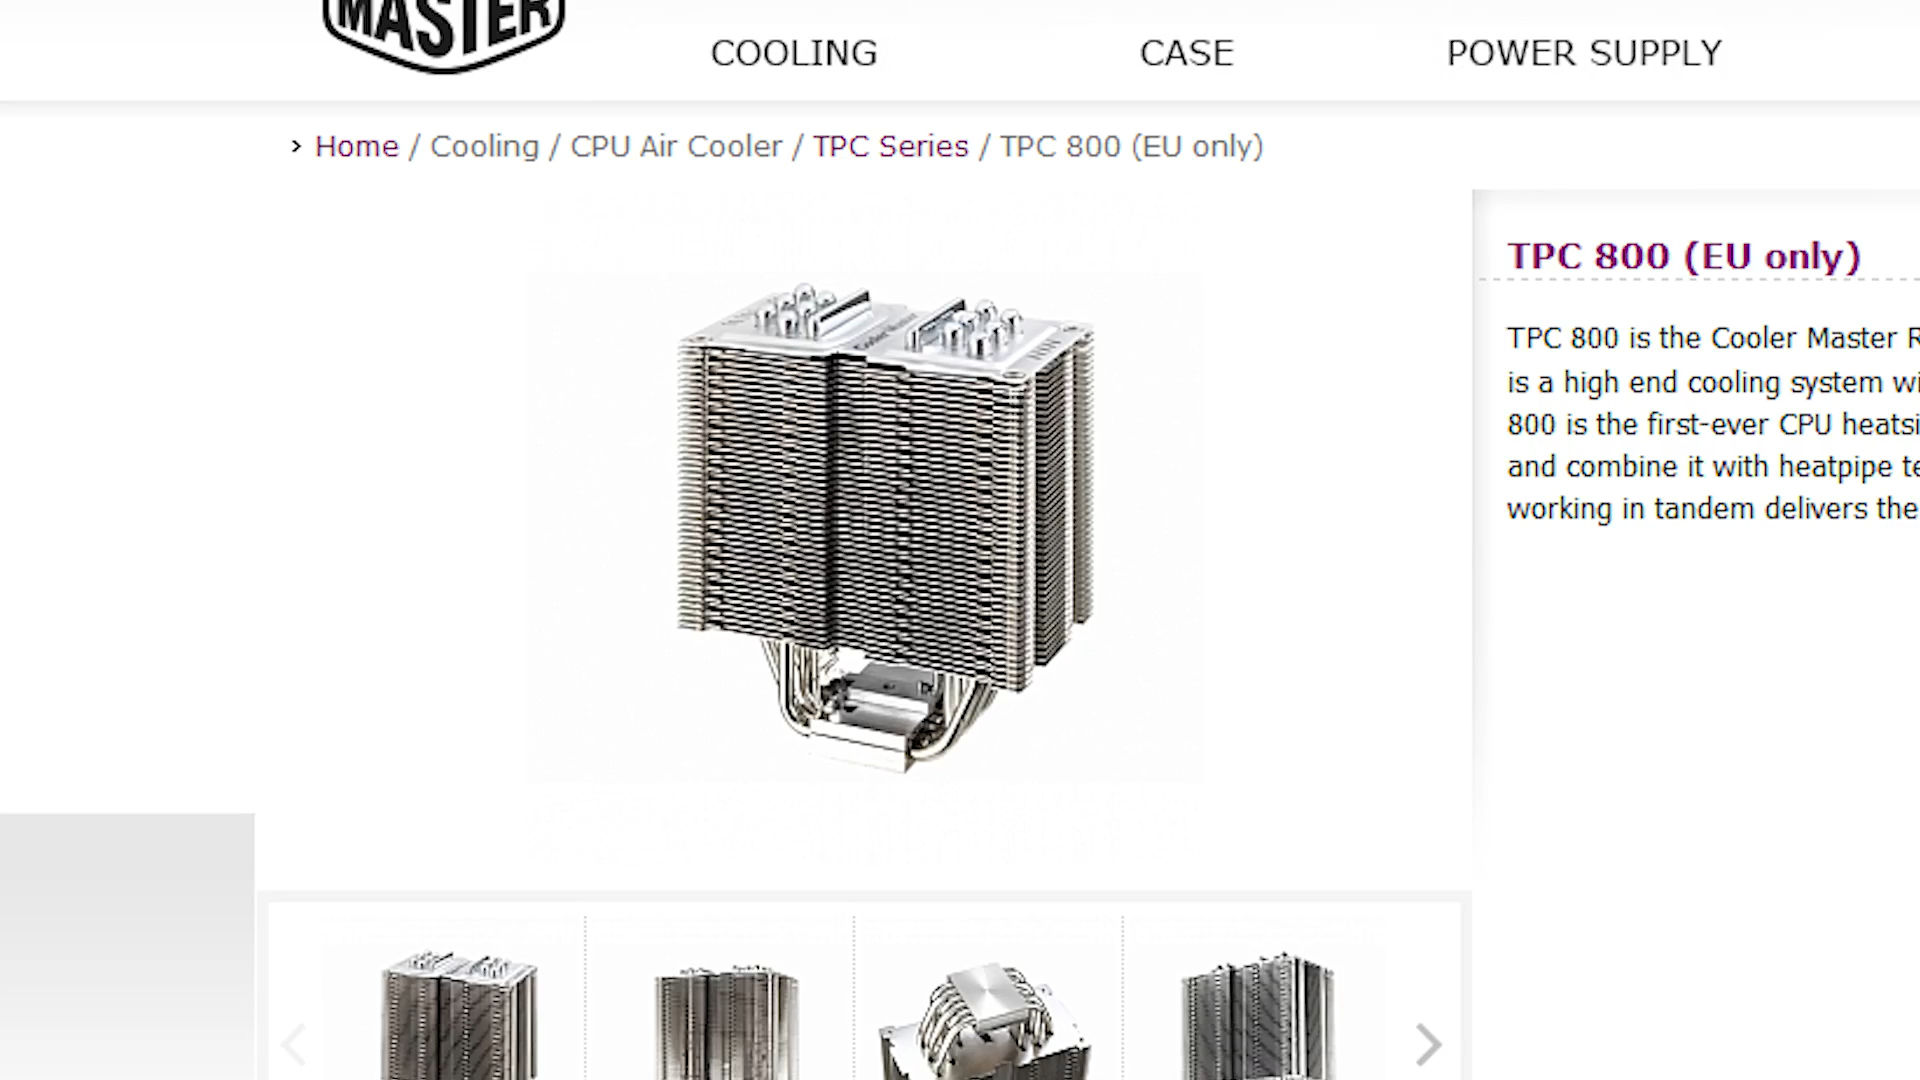 MASTER
COOLING CASE POWER SUPPLY
› Home / Cooling / CPU Air Cooler / TPC Series / TPC 800 (EU only)
TPC 800 (EU only)
TPC 800 is the Cooler Master R
is a high end cooling system wi
800 is the first-ever CPU heatsi
and combine it with heatpipe te
working in tandem delivers the
Cooler Master